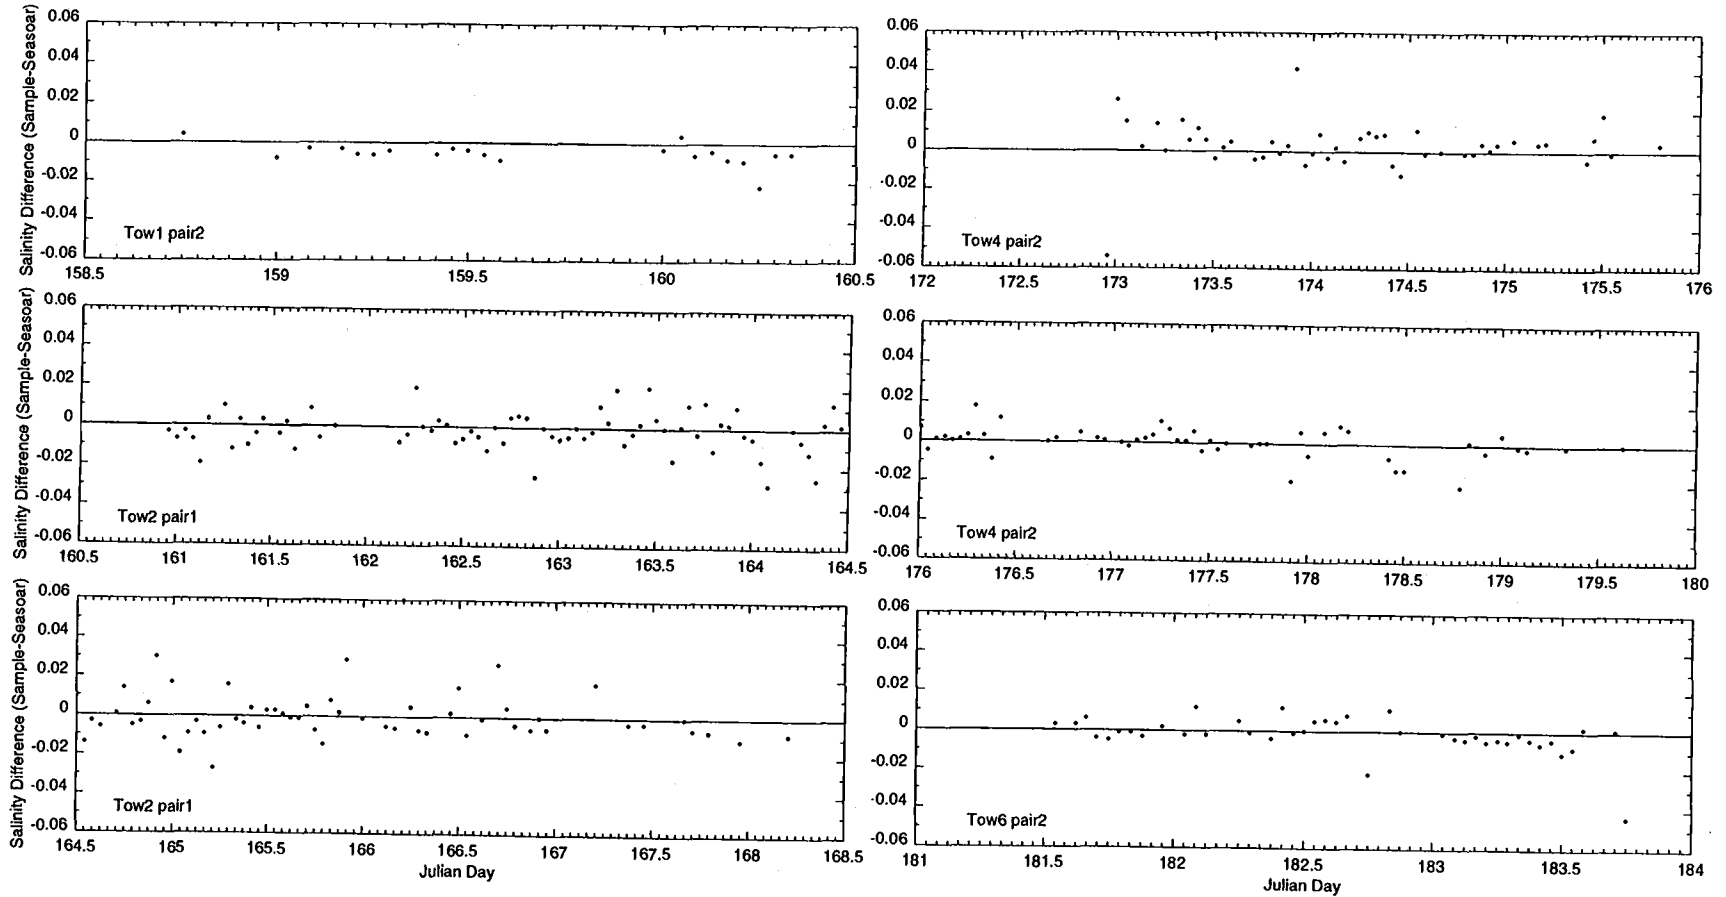 Salinity Difference (Sample-Seasoar)
0.06
0.04
0.02
0
-0.02
-0.04
-0.06
Tow1 pair2
158.5 159 159.5 160 160.5
0.06
0.04
0.02
0
-0.02
-0.04
-0.06
Tow4 pair2
172 172.5 173 173.5 174 174.5 175 175.5 176
Salinity Difference (Sample-Seasoar)
0.06
0.02
0
-0.02
-0.04
-0.06
Tow2 pair1
160.5 161 161.5 162 162.5 163 163.5 164 164.5
0.06
0.04
0.02
0
-0.02
-0.04
-0.06
Tow4 pair2
176 176.5 177 177.5 178 178.5 179 179.5 180
Salinity Difference (Sample-Seasoar)
0.06
0.04
0.02
0
-0.02
-0.04
-0.06
Tow2 pair1
164.5 165 165.5 166 166.5 167 167.5 168 168.5
Julian Day
0.06
0.04
0.02
0
-0.02
-0.04
-0.06
Tow6 pair2
181 181.5 182 182.5 183 183.5 184
Julian Day